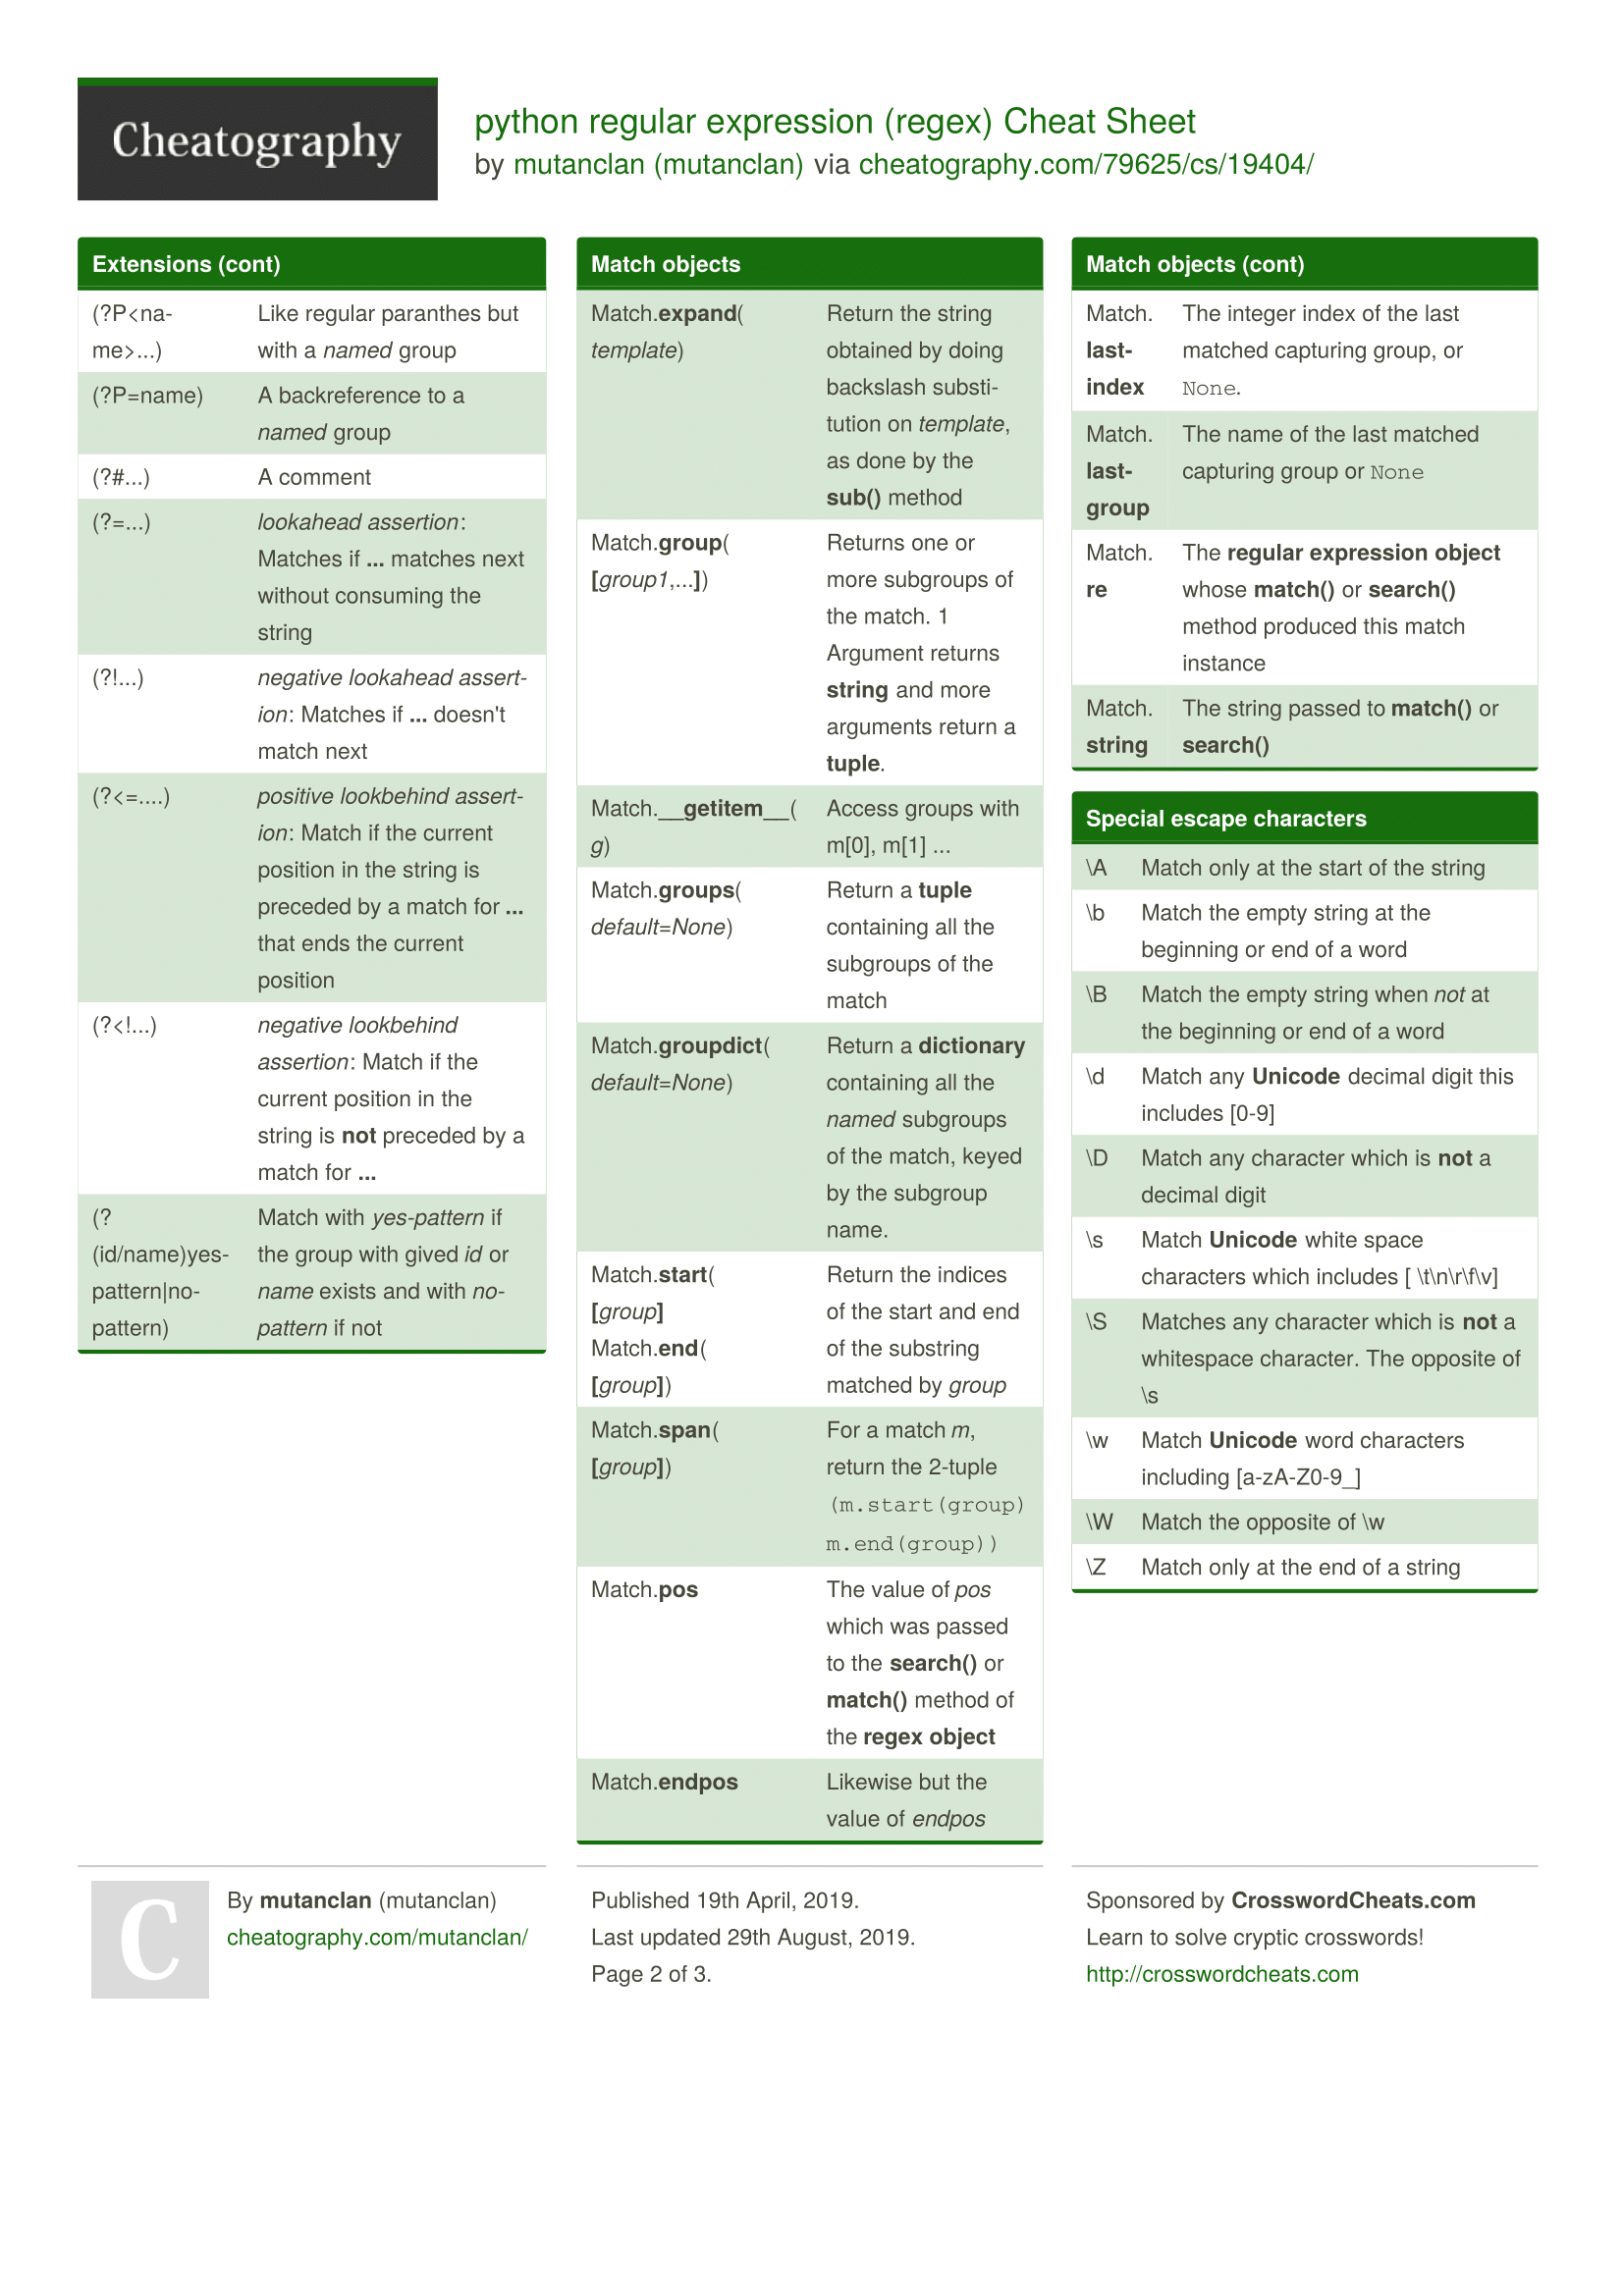 Cheatography
python regular expression (regex) Cheat Sheet
by mutanclan (mutanclan) via cheatography.com/79625/cs/19404/
Extensions (cont)
(?P<na-
me>...)
Like regular paranthes but
with a named group
(?P=name)
A backreference to a
named group
(?#...)
A comment
(?=...)
lookahead assertion:
Matches if ... matches next
without consuming the
string
(?!...)
negative lookahead assert-
ion: Matches if ... doesn't
match next
(?<=....)
positive lookbehind assert-
ion: Match if the current
position in the string is
preceded by a match for ...
that ends the current
position
(?<!...)
negative lookbehind
assertion: Match if the
current position in the
string is not preceded by a
match for ...
(?
(id/name)yes-
pattern|no-
pattern)
Match with yes-pattern if
the group with gived id or
name exists and with no-
pattern if not
Match objects
Match.expand(
template)
Return the string
obtained by doing
backslash substi-
tution on template,
as done by the
sub() method
Match.group(
[group1,...])
Returns one or
more subgroups of
the match. 1
Argument returns
string and more
arguments return a
tuple.
Match.__getitem__(
g)
Access groups with
m[0], m[1] ...
Match.groups(
default=None)
Return a tuple
containing all the
subgroups of the
match
Match.groupdict(
default=None)
Return a dictionary
containing all the
named subgroups
of the match, keyed
by the subgroup
name.
Match.start(
[group]
Match.end(
[group])
Return the indices
of the start and end
of the substring
matched by group
Match.span(
[group])
For a match m,
return the 2-tuple
(m.start(group)
m.end(group))
Match.pos
The value of pos
which was passed
to the search() or
match() method of
the regex object
Match.endpos
Likewise but the
value of endpos
Match objects (cont)
Match.
last-
index
The integer index of the last
matched capturing group, or
None.
Match.
last-
group
The name of the last matched
capturing group or None
Match.
re
The regular expression object
whose match() or search()
method produced this match
instance
Match.
string
The string passed to match() or
search()
Special escape characters
\A
Match only at the start of the string
\b
Match the empty string at the
beginning or end of a word
\B
Match the empty string when not at
the beginning or end of a word
\d
Match any Unicode decimal digit this
includes [0-9]
\D
Match any character which is not a
decimal digit
\s
Match Unicode white space
characters which includes [ \t\n\r\f\v]
\S
Matches any character which is not a
whitespace character. The opposite of
\s
\w
Match Unicode word characters
including [a-zA-Z0-9_]
\W
Match the opposite of \w
\Z
Match only at the end of a string
C
By mutanclan (mutanclan)
cheatography.com/mutanclan/
Published 19th April, 2019.
Last updated 29th August, 2019.
Page 2 of 3.
Sponsored by CrosswordCheats.com
Learn to solve cryptic crosswords!
http://crosswordcheats.com